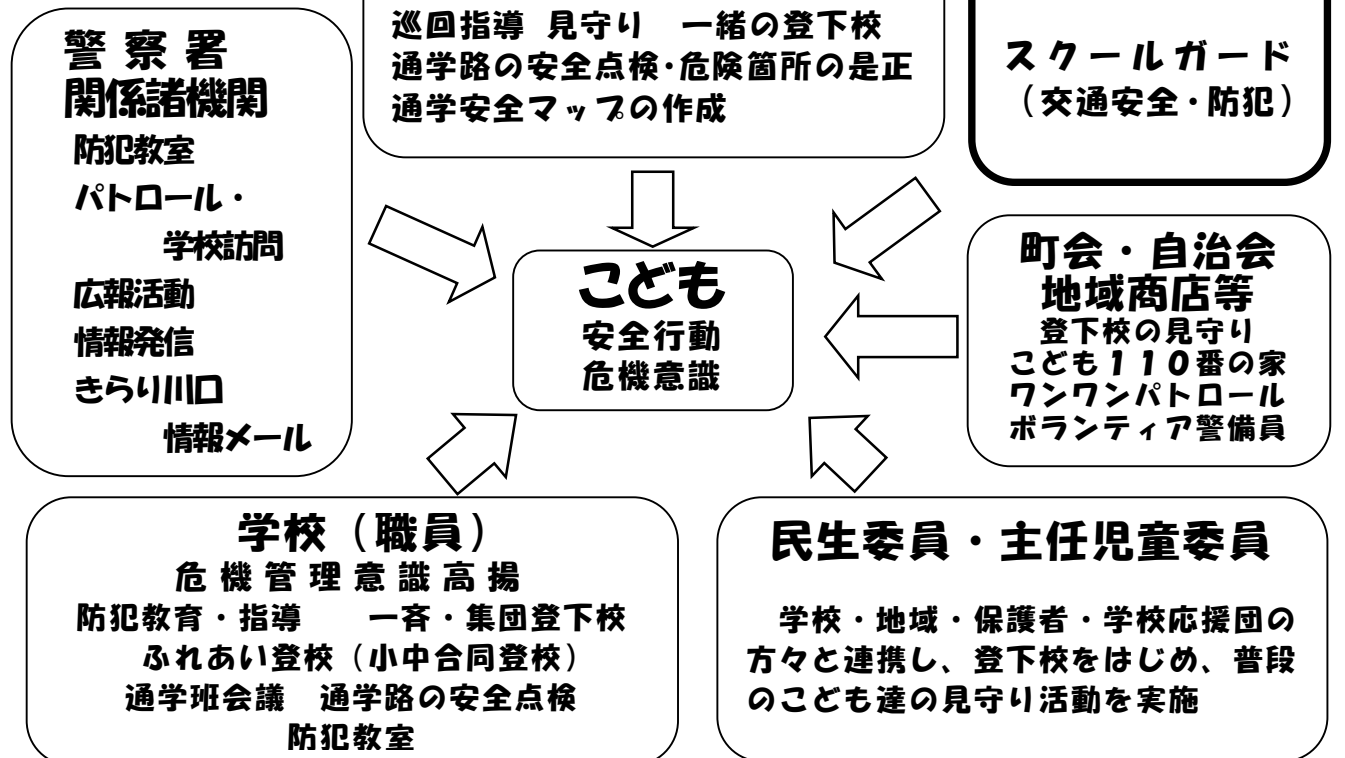 巡回指導 見守り 一緒の登下校
通学路の安全点検・危険箇所の是正
通学安全マップの作成
スクールガード
（交通安全・防犯）
警察署
関係諸機関
防犯教室
パトロール・
学校訪問
広報活動
情報発信
きらり川口
情報メール
こども
安全行動
危機意識
町会・自治会
地域商店等
登下校の見守り
こども１１０番の家
ワンワンパトロール
ボランティア警備員
学校（職員）
危機管理意識高揚
防犯教育・指導　一斉・集団登下校
ふれあい登校（小中合同登校）
通学班会議　通学路の安全点検
防犯教室
民生委員・主任児童委員
学校・地域・保護者・学校応援団の
方々と連携し、登下校をはじめ、普段
のこども達の見守り活動を実施